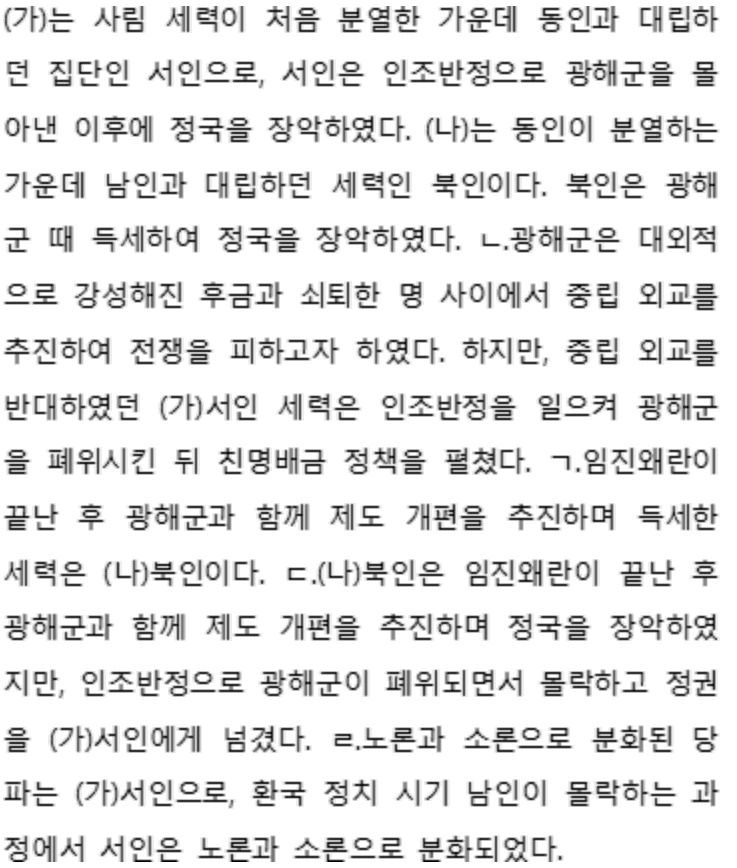 (가)는 사림 세력이 처음 분열한 가운데 동인과 대립하
던 집단인 서인으로, 서인은 인조반정으로 광해군을 몰
아낸 이후에 정국을 장악하였다. (나)는 동인이 분열하는
가운데 남인과 대립하던 세력인 북인이다. 북인은 광해
군 때 득세하여 정국을 장악하였다. ㄴ.광해군은 대외적
으로 강성해진 후금과 쇠퇴한 명 사이에서 중립 외교를
추진하여 전쟁을 피하고자 하였다. 하지만, 중립 외교를
반대하였던 (가)서인 세력은 인조반정을 일으켜 광해군
을 폐위시킨 뒤 친명배금 정책을 펼쳤다. ㄱ.임진왜란이
끝난 후 광해군과 함께 제도 개편을 추진하며 득세한
세력은 (나)북인이다. ㄷ.(나)북인은 임진왜란이 끝난 후
광해군과 함께 제도 개편을 추진하며 정국을 장악하였
지만, 인조반정으로 광해군이 폐위되면서 몰락하고 정권
을 (가)서인에게 넘겼다. ㄹ.노론과 소론으로 분화된 당
파는 (가)서인으로, 환국 정치 시기 남인이 몰락하는 과
정에서 서인은 노론과 소론으로 분화되었다.